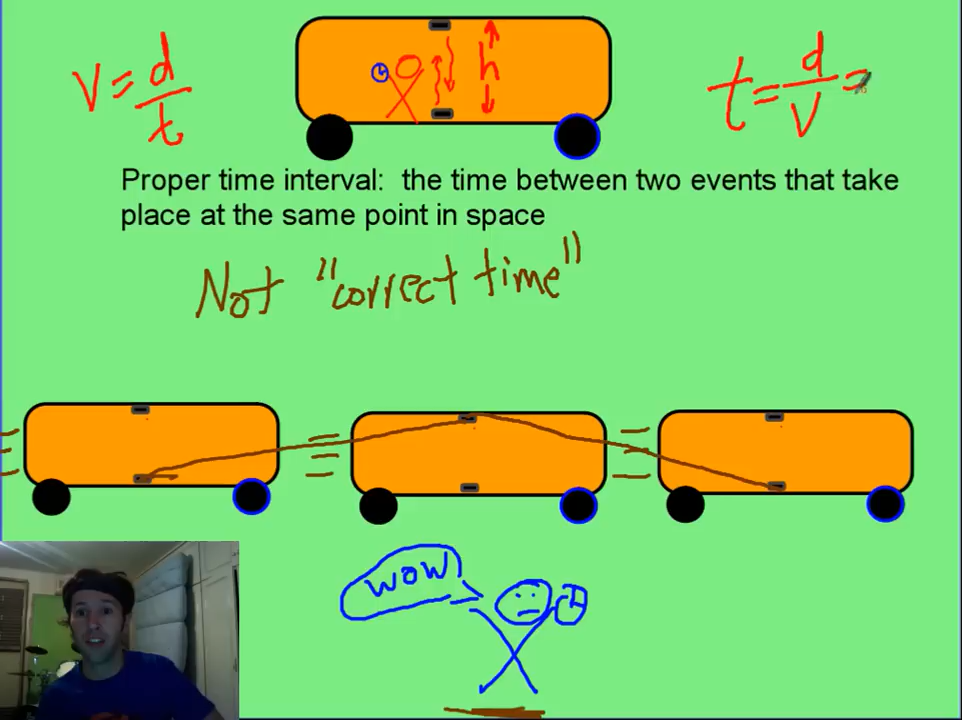 v = d/t
h
t = d/v =
Proper time interval: the time between two events that take
place at the same point in space
Not "correct time"
WOW